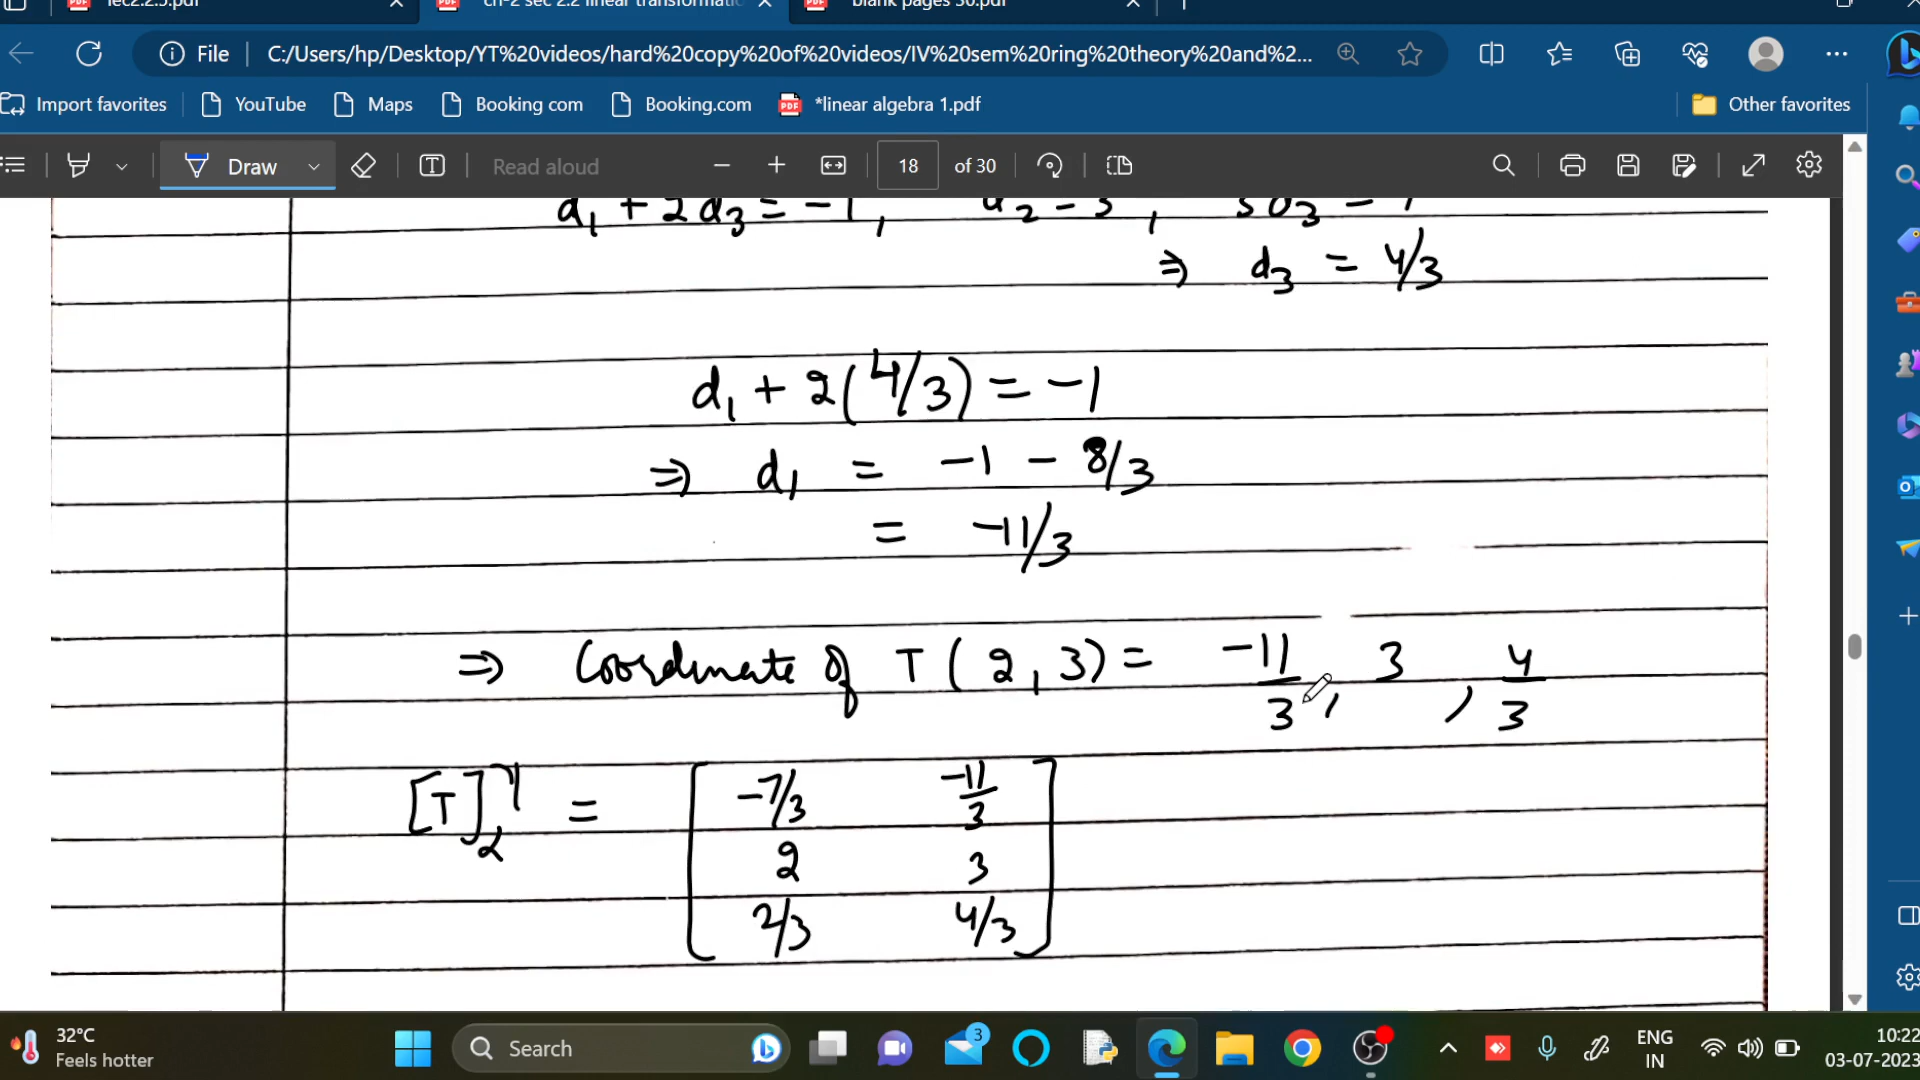 lec2.2.5.pdf
ch-2 sec 2.2 linear transformatio
blank pages 30.pdf
File C:/Users/hp/Desktop/YT%20videos/hard%20copy%20of%20videos/IV%20sem%20ring%20theory%20and%2...
Import favorites YouTube Maps Booking com Booking.com *linear algebra 1.pdf Other favorites
Draw Read aloud 18 of 30
d₁ + 2d₃ = -1,
⇒ d₃ = 4/3
d₁ + 2(4/3) = -1
⇒ d₁ = -1 - 8/3
= -11/3
⇒ Coordinate of T(2,3) = -11/3, 3, 4/3
[T] =
-7/3 -11/3
2 3
2/3 4/3
32°C
Feels hotter
Search
3
ENG
IN
10:22
03-07-2023